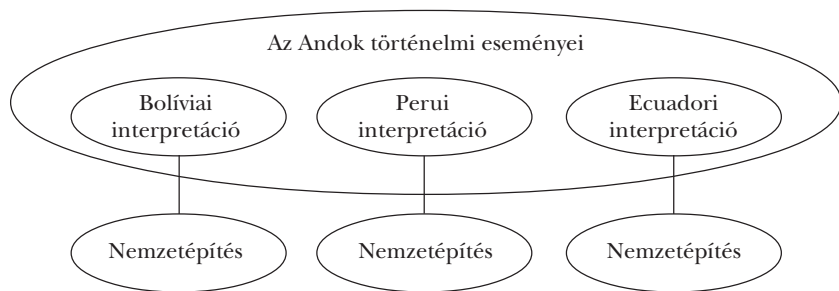 Az Andok történelmi eseményei
Bolíviai
interpretáció
Perui
interpretáció
Ecuadori
interpretáció
Nemzetépítés
Nemzetépítés
Nemzetépítés